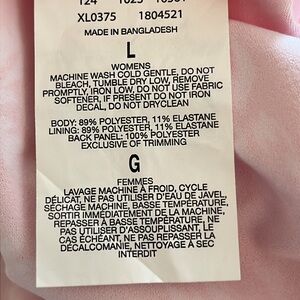 XL0375 1804521
MADE IN BANGLADESH
L
WOMENS
MACHINE WASH COLD GENTLE, DO NOT
BLEACH, TUMBLE DRY LOW, REMOVE
PROMPTLY, IRON LOW, DO NOT USE FABRIC
SOFTENER, IF PRESENT DO NOT IRON
DECAL, DO NOT DRYCLEAN
BODY: 89% POLYESTER, 11% ELASTANE
LINING: 89% POLYESTER, 11% ELASTANE
BACK PANEL: 100% POLYESTER
EXCLUSIVE OF TRIMMING
G
FEMMES
LAVAGE MACHINE À FROID, CYCLE
DÉLICAT, NE PAS UTILISER D'EAU DE JAVEL,
SÉCHAGE MACHINE, BASSE TEMPÉRATURE,
SORTIR IMMÉDIATEMENT DE LA MACHINE,
REPASSER À BASSE TEMPÉRATURE, NE PAS
UTILISER D'ASSOUPLISSANT, LE
CAS ÉCHÉANT, NE PAS REPASSER LA
DÉCALCOMANIE, NETTOYAGE À SEC
INTERDIT